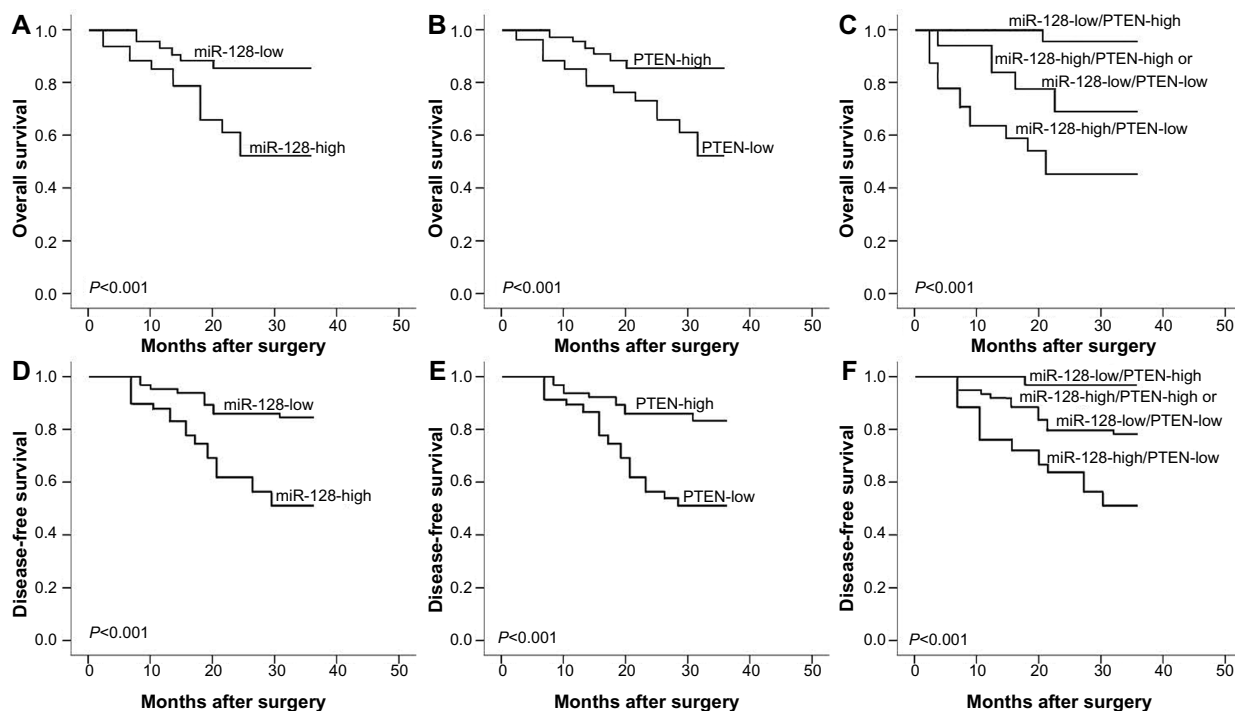 A
Overall survival
1.0
0.8
0.6
0.4
0.2
0.0
miR-128-low
miR-128-high
P<0.001
0 10 20 30 40 50
Months after surgery
B
Overall survival
1.0
0.8
0.6
0.4
0.2
0.0
PTEN-high
PTEN-low
P<0.001
0 10 20 30 40 50
Months after surgery
C
Overall survival
1.0
0.8
0.6
0.4
0.2
0.0
miR-128-low/PTEN-high
miR-128-high/PTEN-high or
miR-128-low/PTEN-low
miR-128-high/PTEN-low
P<0.001
0 10 20 30 40 50
Months after surgery
D
Disease-free survival
1.0
0.8
0.6
0.4
0.2
0.0
miR-128-low
miR-128-high
P<0.001
0 10 20 30 40 50
Months after surgery
E
Disease-free survival
1.0
0.8
0.6
0.4
0.2
0.0
PTEN-high
PTEN-low
P<0.001
0 10 20 30 40 50
Months after surgery
F
Disease-free survival
1.0
0.8
0.6
0.4
0.2
0.0
miR-128-low/PTEN-high
miR-128-high/PTEN-high or
miR-128-low/PTEN-low
miR-128-high/PTEN-low
P<0.001
0 10 20 30 40 50
Months after surgery